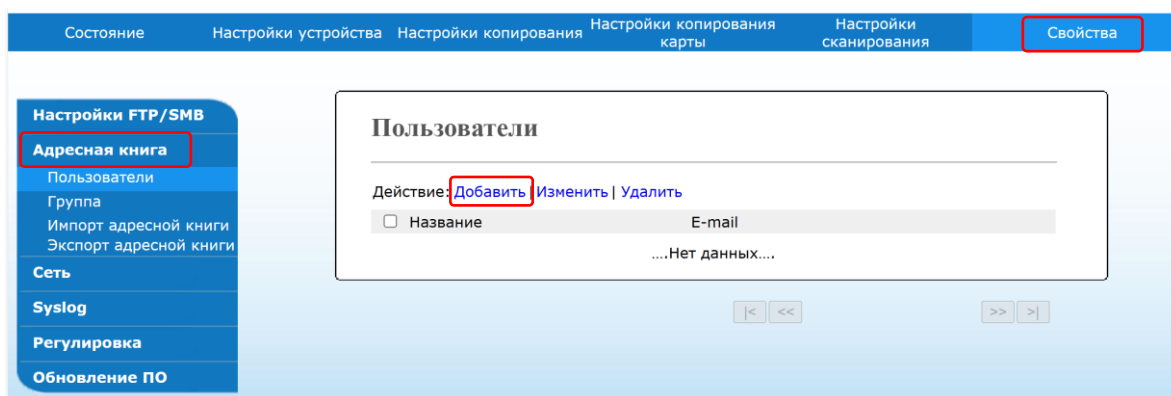 Состояние
Настройки устройства
Настройки копирования
Настройки копирования
карты
Настройки
сканирования
Свойства
Настройки FTP/SMB
Адресная книга
Пользователи
Группа
Импорт адресной книги
Экспорт адресной книги
Сеть
Syslog
Регулировка
Обновление ПО
Пользователи
Действие: Добавить | Изменить | Удалить
Название E-mail
....Нет данных....
|< << >> >|